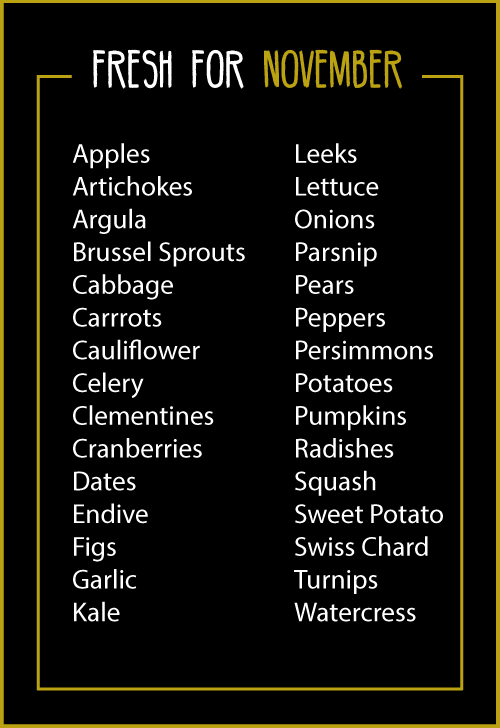 FRESH FOR NOVEMBER
Apples
Artichokes
Argula
Brussel Sprouts
Cabbage
Carrrots
Cauliflower
Celery
Clementines
Cranberries
Dates
Endive
Figs
Garlic
Kale
Leeks
Lettuce
Onions
Parsnip
Pears
Peppers
Persimmons
Potatoes
Pumpkins
Radishes
Squash
Sweet Potato
Swiss Chard
Turnips
Watercress